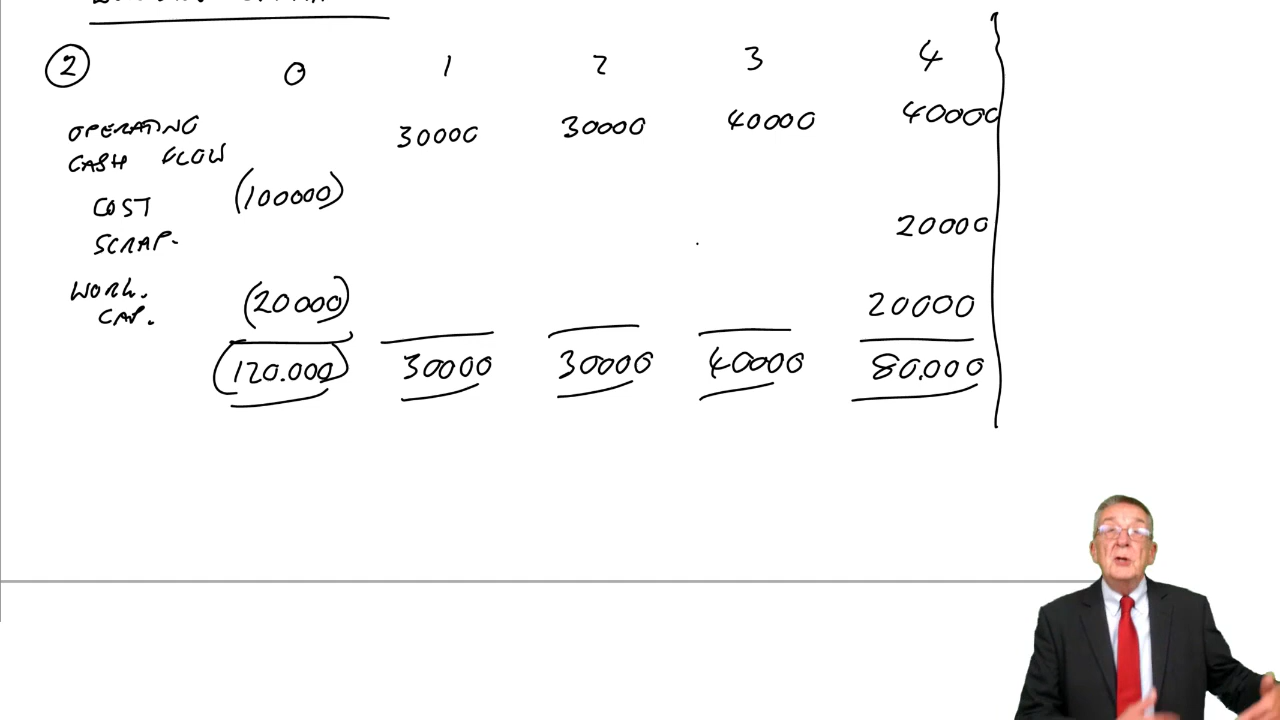 2 0 1 2 3 4
OPERATING 30000 30000 40000 40000
CASH FLOW
COST (100000)
SCRAP. 20000
WORK. (20000) 20000
CAP.
(120.000) 30000 30000 40000 80.000